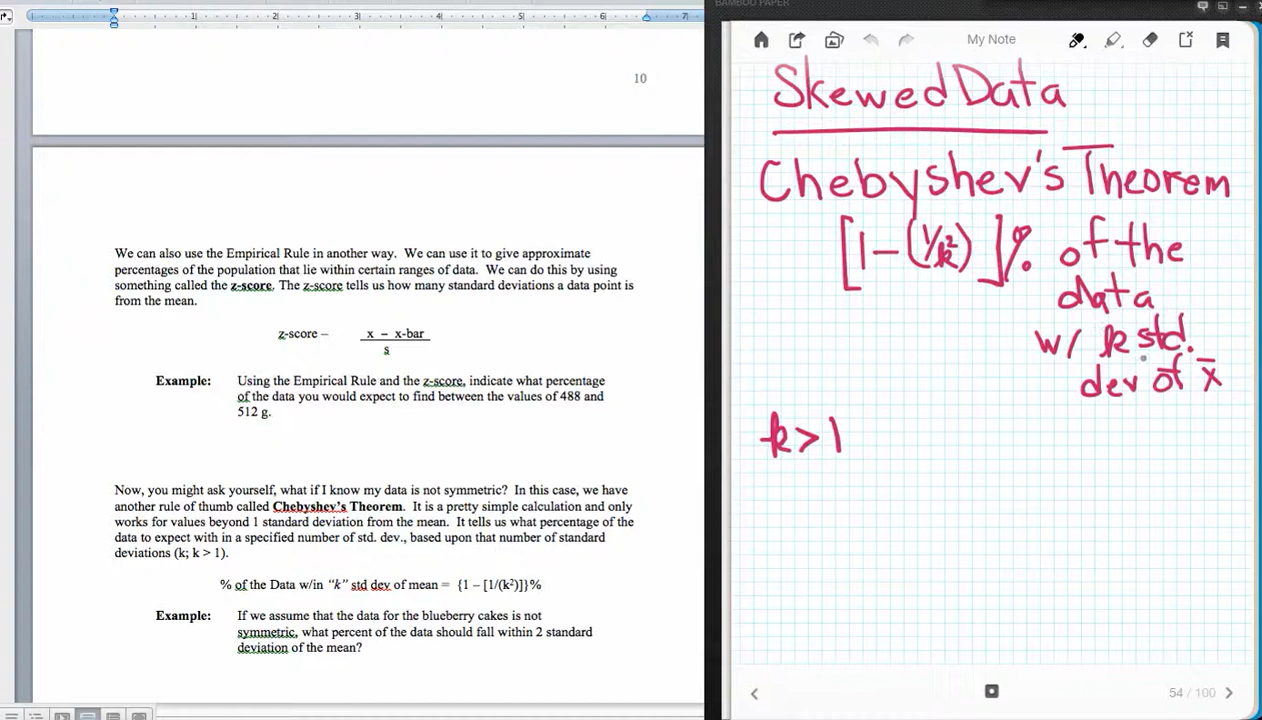 BAMBOO PAPER
1 2 3 4 5 6 7
10
We can also use the Empirical Rule in another way. We can use it to give approximate
percentages of the population that lie within certain ranges of data. We can do this by using
something called the z-score. The z-score tells us how many standard deviations a data point is
from the mean.
z-score – x – x-bar
s
Example: Using the Empirical Rule and the z-score, indicate what percentage
of the data you would expect to find between the values of 488 and
512 g.
Now, you might ask yourself, what if I know my data is not symmetric? In this case, we have
another rule of thumb called Chebyshev's Theorem. It is a pretty simple calculation and only
works for values beyond 1 standard deviation from the mean. It tells us what percentage of the
data to expect with in a specified number of std. dev., based upon that number of standard
deviations (k; k > 1).
% of the Data w/in "k" std dev of mean = {1 – [1/(k²)]}%
Example: If we assume that the data for the blueberry cakes is not
symmetric, what percent of the data should fall within 2 standard
deviation of the mean?
My Note
Skewed Data
Chebyshev's Theorem
[1-(1/k²)]% of the
data
w/ k std.
dev of x̄
k > 1
54 / 100